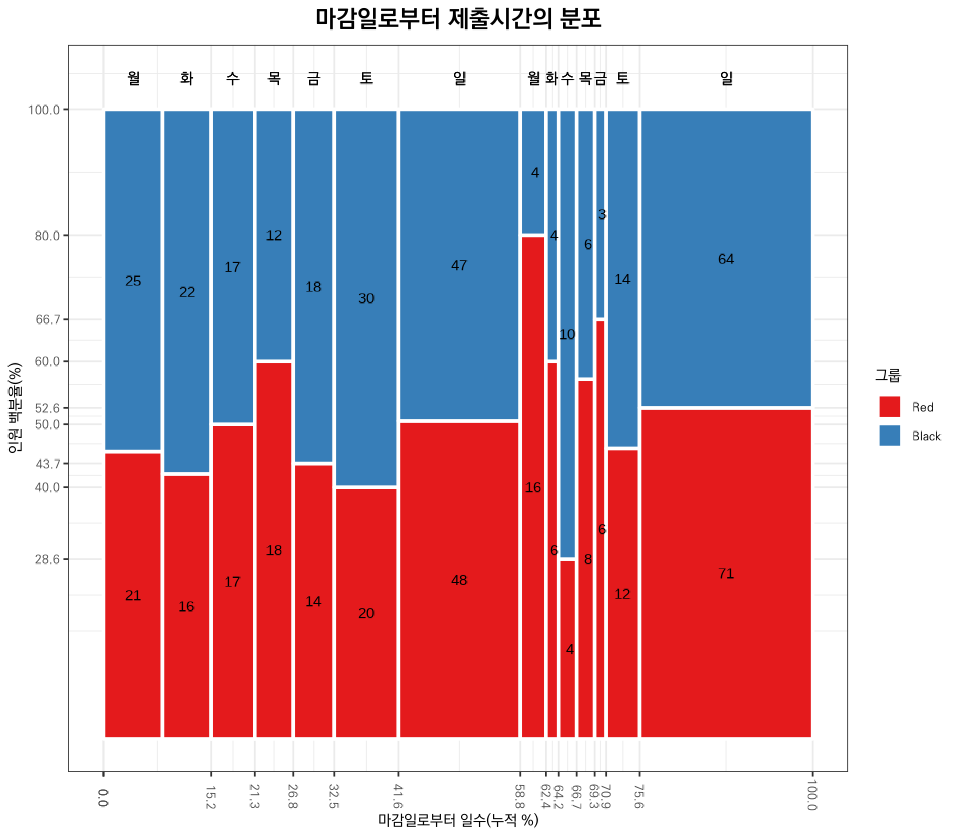 마감일로부터 제출시간의 분포
월 화 수 목 금 토 일 월 화 수 목 금 토 일
100.0
80.0
66.7
60.0
52.6
50.0
43.7
40.0
28.6
인원 백분율(%)
25 22 17 12 18 30 47 4 4 10 6 3 14 64
21 16 17 18 14 20 48 16 6 4 8 6 12 71
그룹
Red
Black
0.0 15.2 21.3 26.8 32.5 41.6 58.8 62.4 64.2 66.7 69.3 70.9 75.6 100.0
마감일로부터 일수(누적 %)